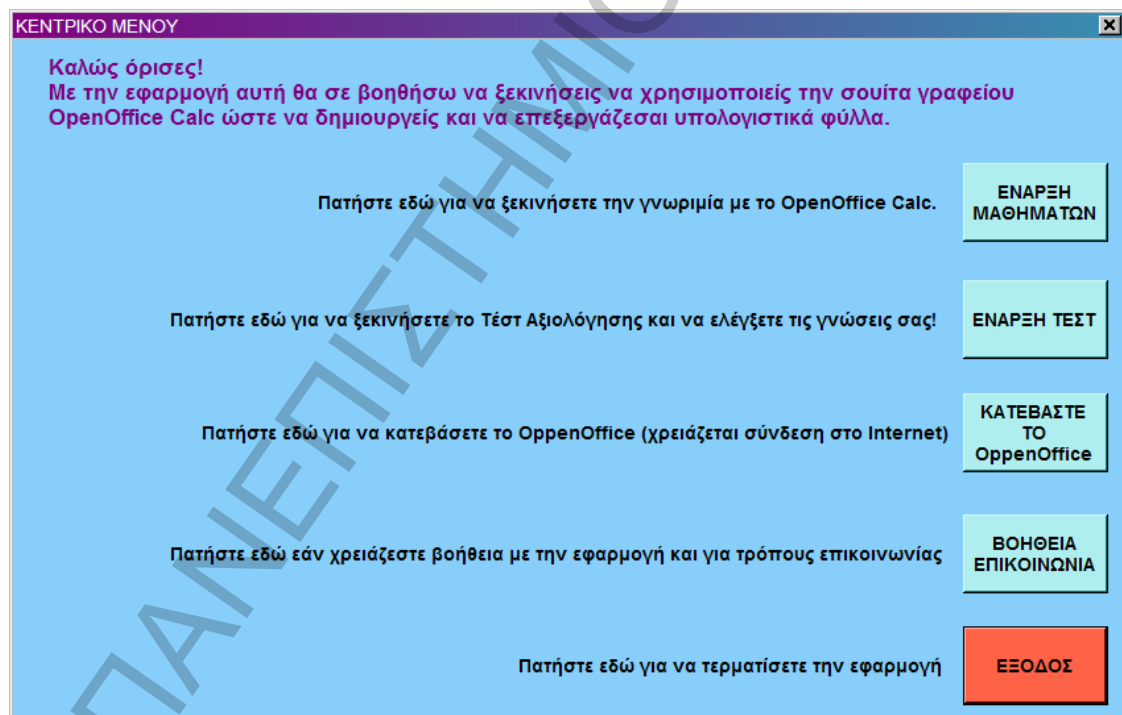 ΚΕΝΤΡΙΚΟ ΜΕΝΟΥ
Καλώς όρισες!
Με την εφαρμογή αυτή θα σε βοηθήσω να ξεκινήσεις να χρησιμοποιείς την σουίτα γραφείου
OpenOffice Calc ώστε να δημιουργείς και να επεξεργάζεσαι υπολογιστικά φύλλα.
Πατήστε εδώ για να ξεκινήσετε την γνωριμία με το OpenOffice Calc.
ΕΝΑΡΞΗ
ΜΑΘΗΜΑΤΩΝ
Πατήστε εδώ για να ξεκινήσετε το Τέστ Αξιολόγησης και να ελέγξετε τις γνώσεις σας!
ΕΝΑΡΞΗ ΤΕΣΤ
Πατήστε εδώ για να κατεβάσετε το OppenOffice (χρειάζεται σύνδεση στο Internet)
ΚΑΤΕΒΑΣΤΕ
ΤΟ
OppenOffice
Πατήστε εδώ εάν χρειάζεστε βοήθεια με την εφαρμογή και για τρόπους επικοινωνίας
ΒΟΗΘΕΙΑ
ΕΠΙΚΟΙΝΩΝΙΑ
Πατήστε εδώ για να τερματίσετε την εφαρμογή
ΕΞΟΔΟΣ